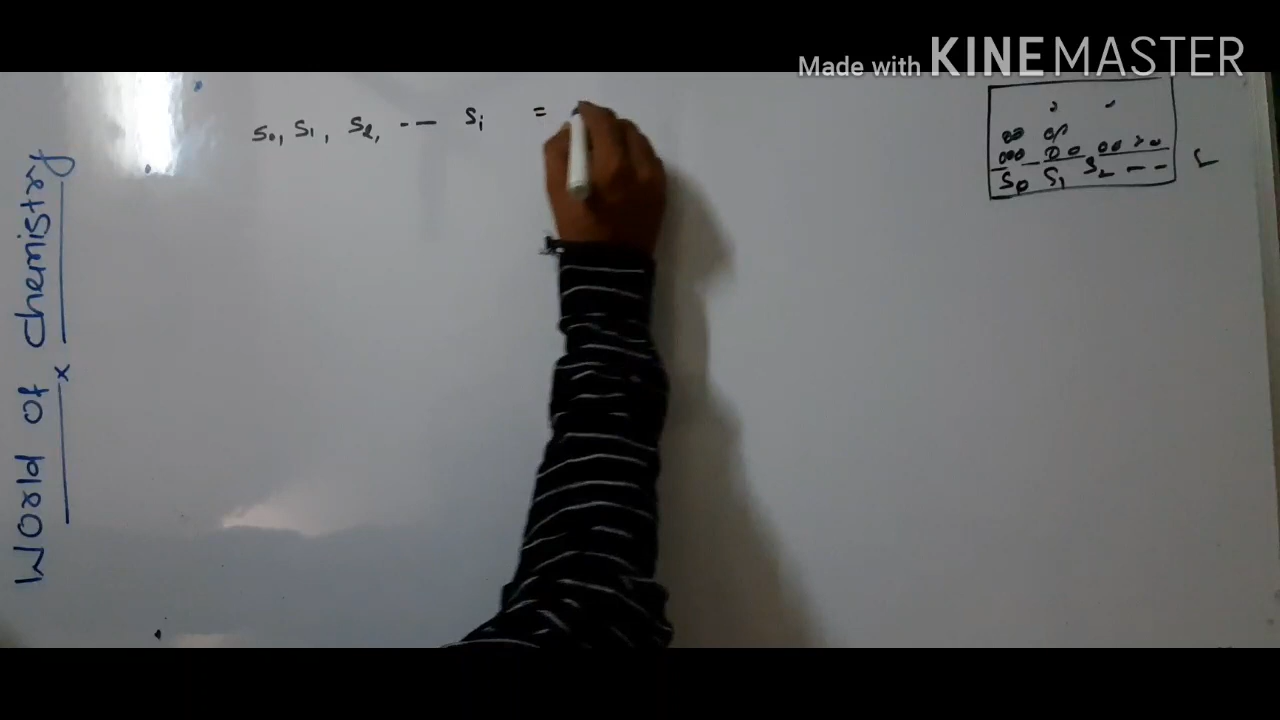 Made with KINEMASTER
S0, S1, S2, -- Si =
S0 S1 S2 --
World of chemistry